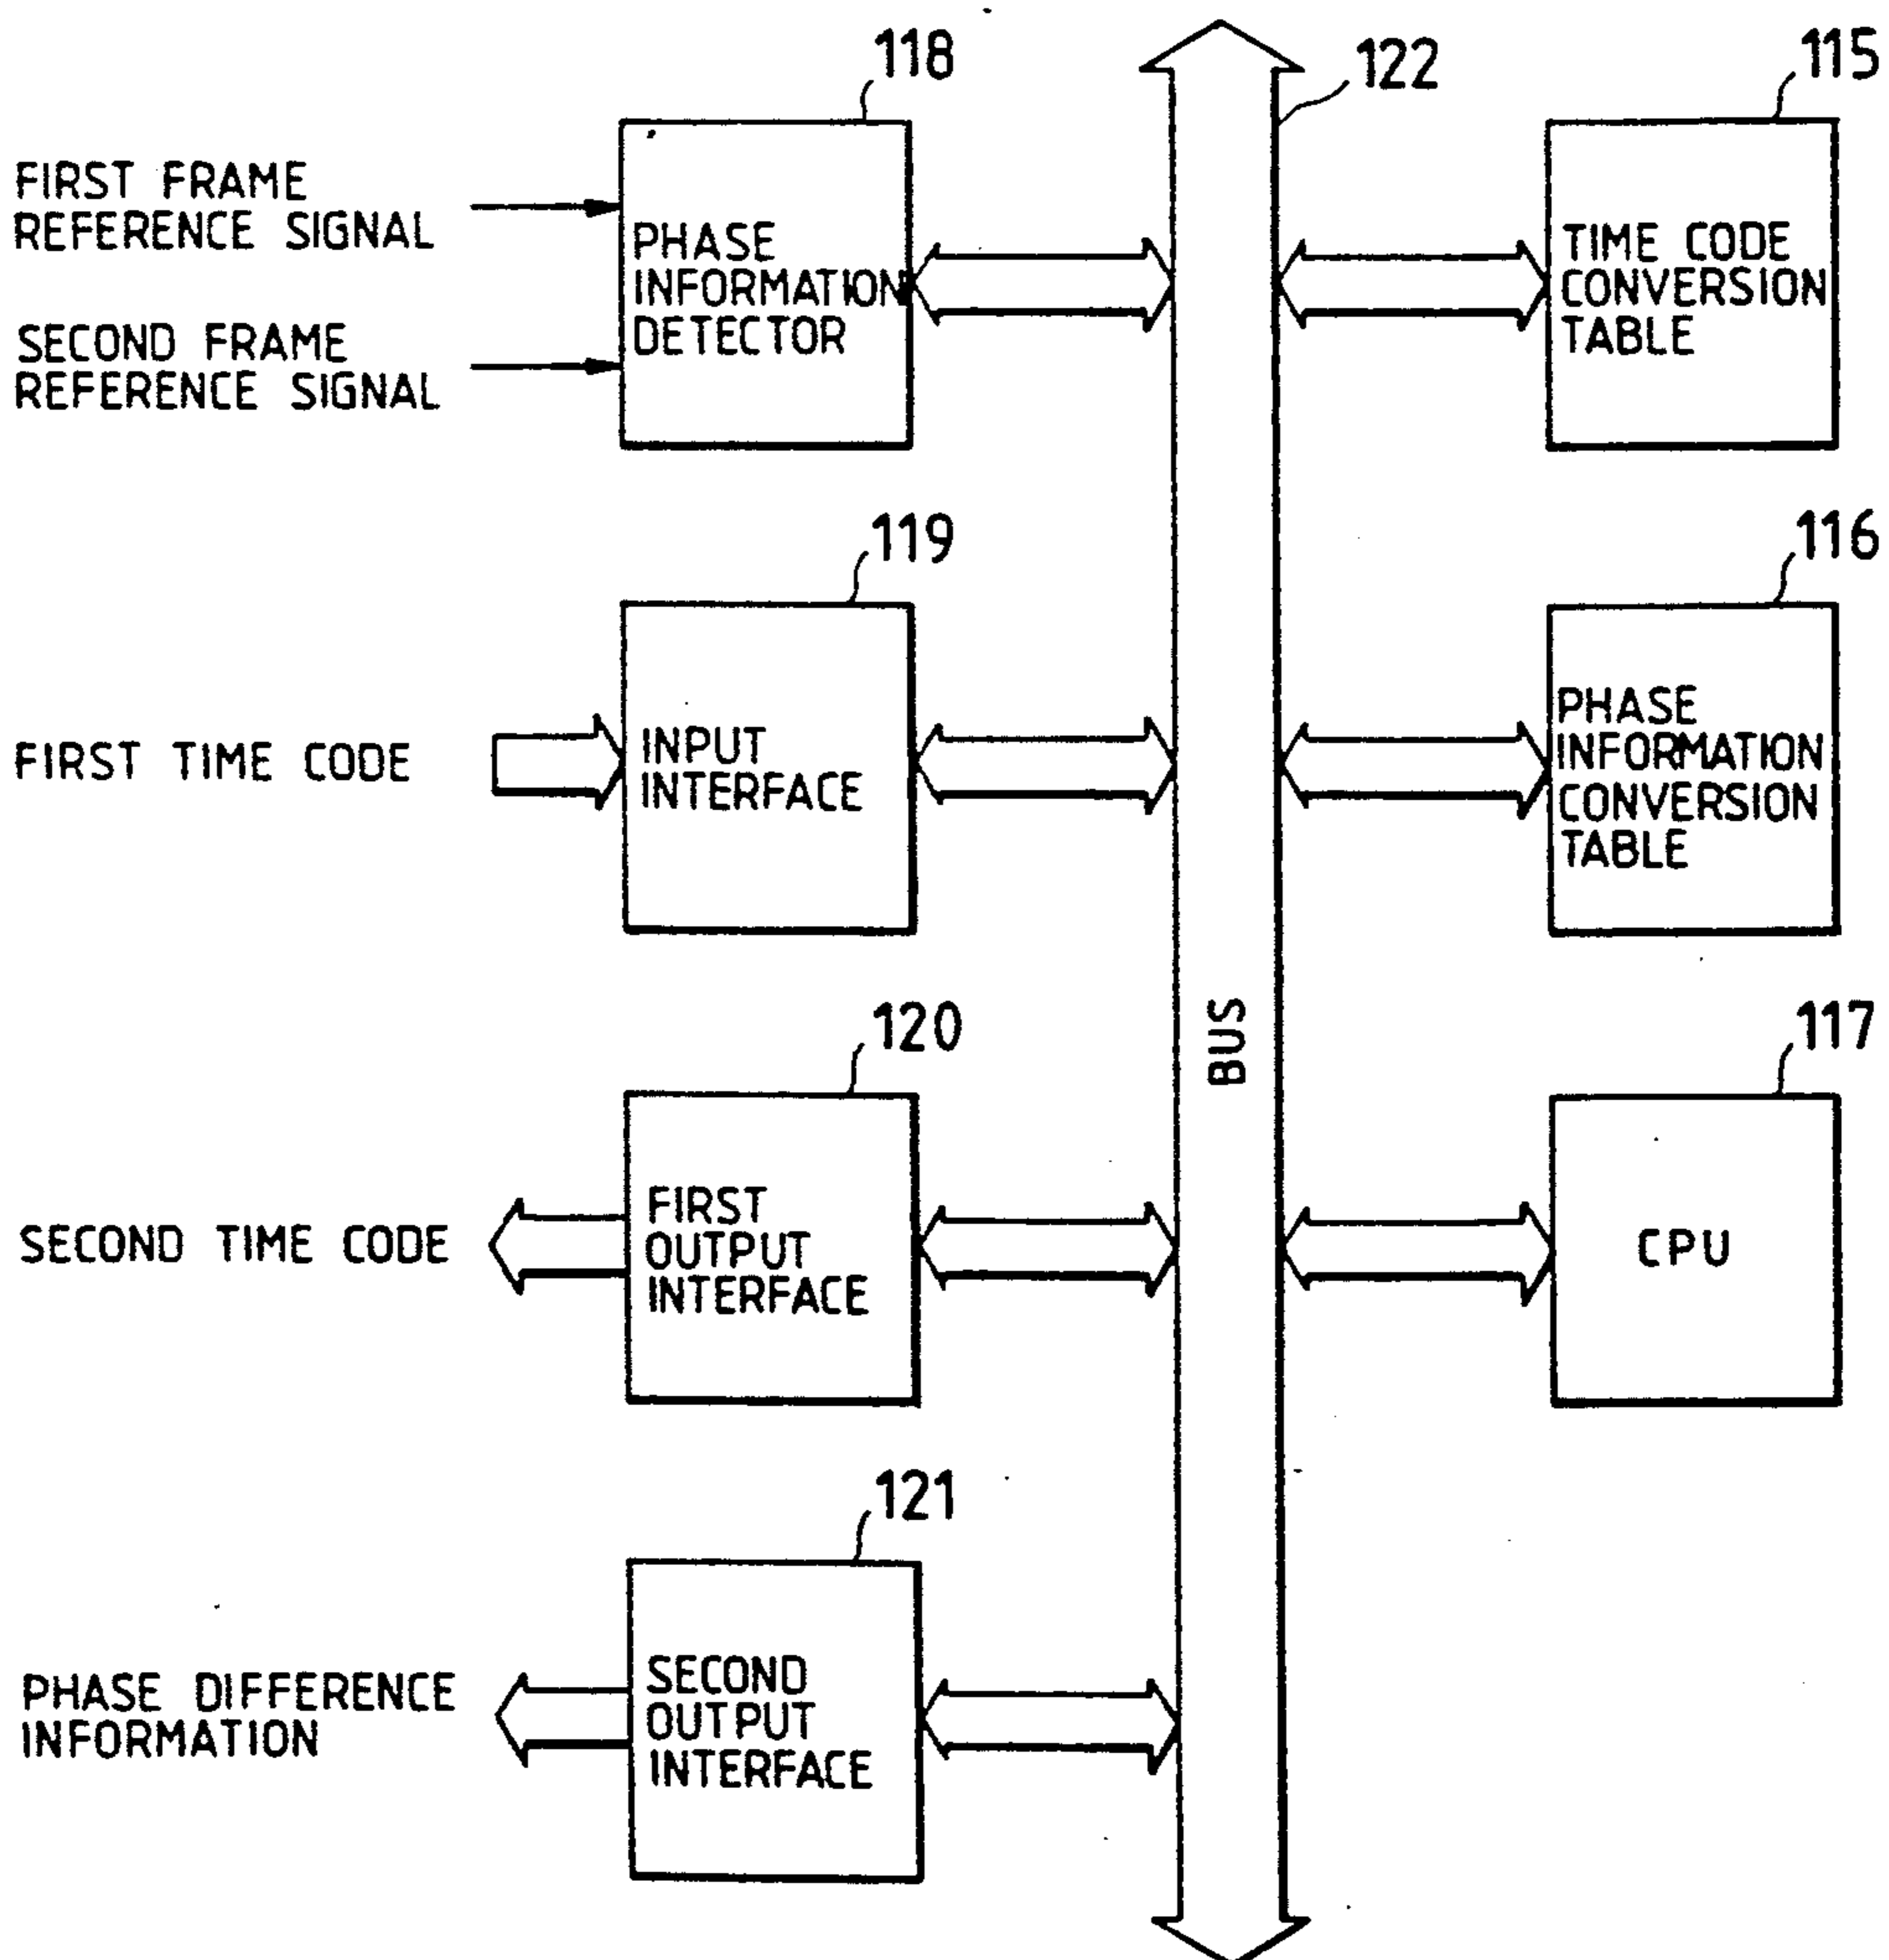 118
122
115
FIRST FRAME
REFERENCE SIGNAL
SECOND FRAME
REFERENCE SIGNAL
PHASE
INFORMATION
DETECTOR
TIME CODE
CONVERSION
TABLE
119
116
FIRST TIME CODE
INPUT
INTERFACE
PHASE
INFORMATION
CONVERSION
TABLE
BUS
120
117
SECOND TIME CODE
FIRST
OUTPUT
INTERFACE
CPU
121
PHASE DIFFERENCE
INFORMATION
SECOND
OUTPUT
INTERFACE